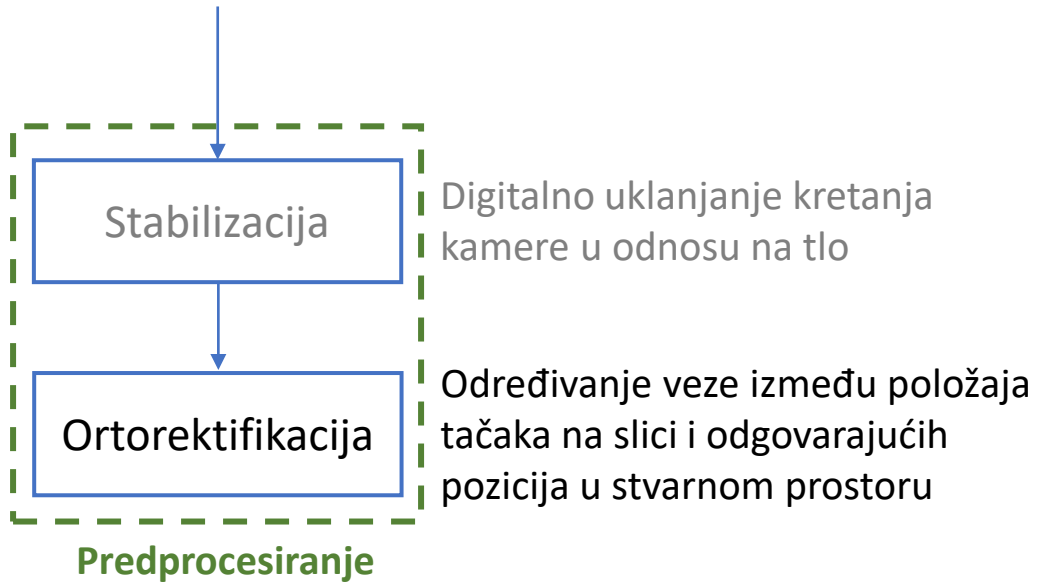 Stabilizacija
Digitalno uklanjanje kretanja
kamere u odnosu na tlo
Ortorektifikacija
Određivanje veze između položaja
tačaka na slici i odgovarajućih
pozicija u stvarnom prostoru
Predprocesiranje